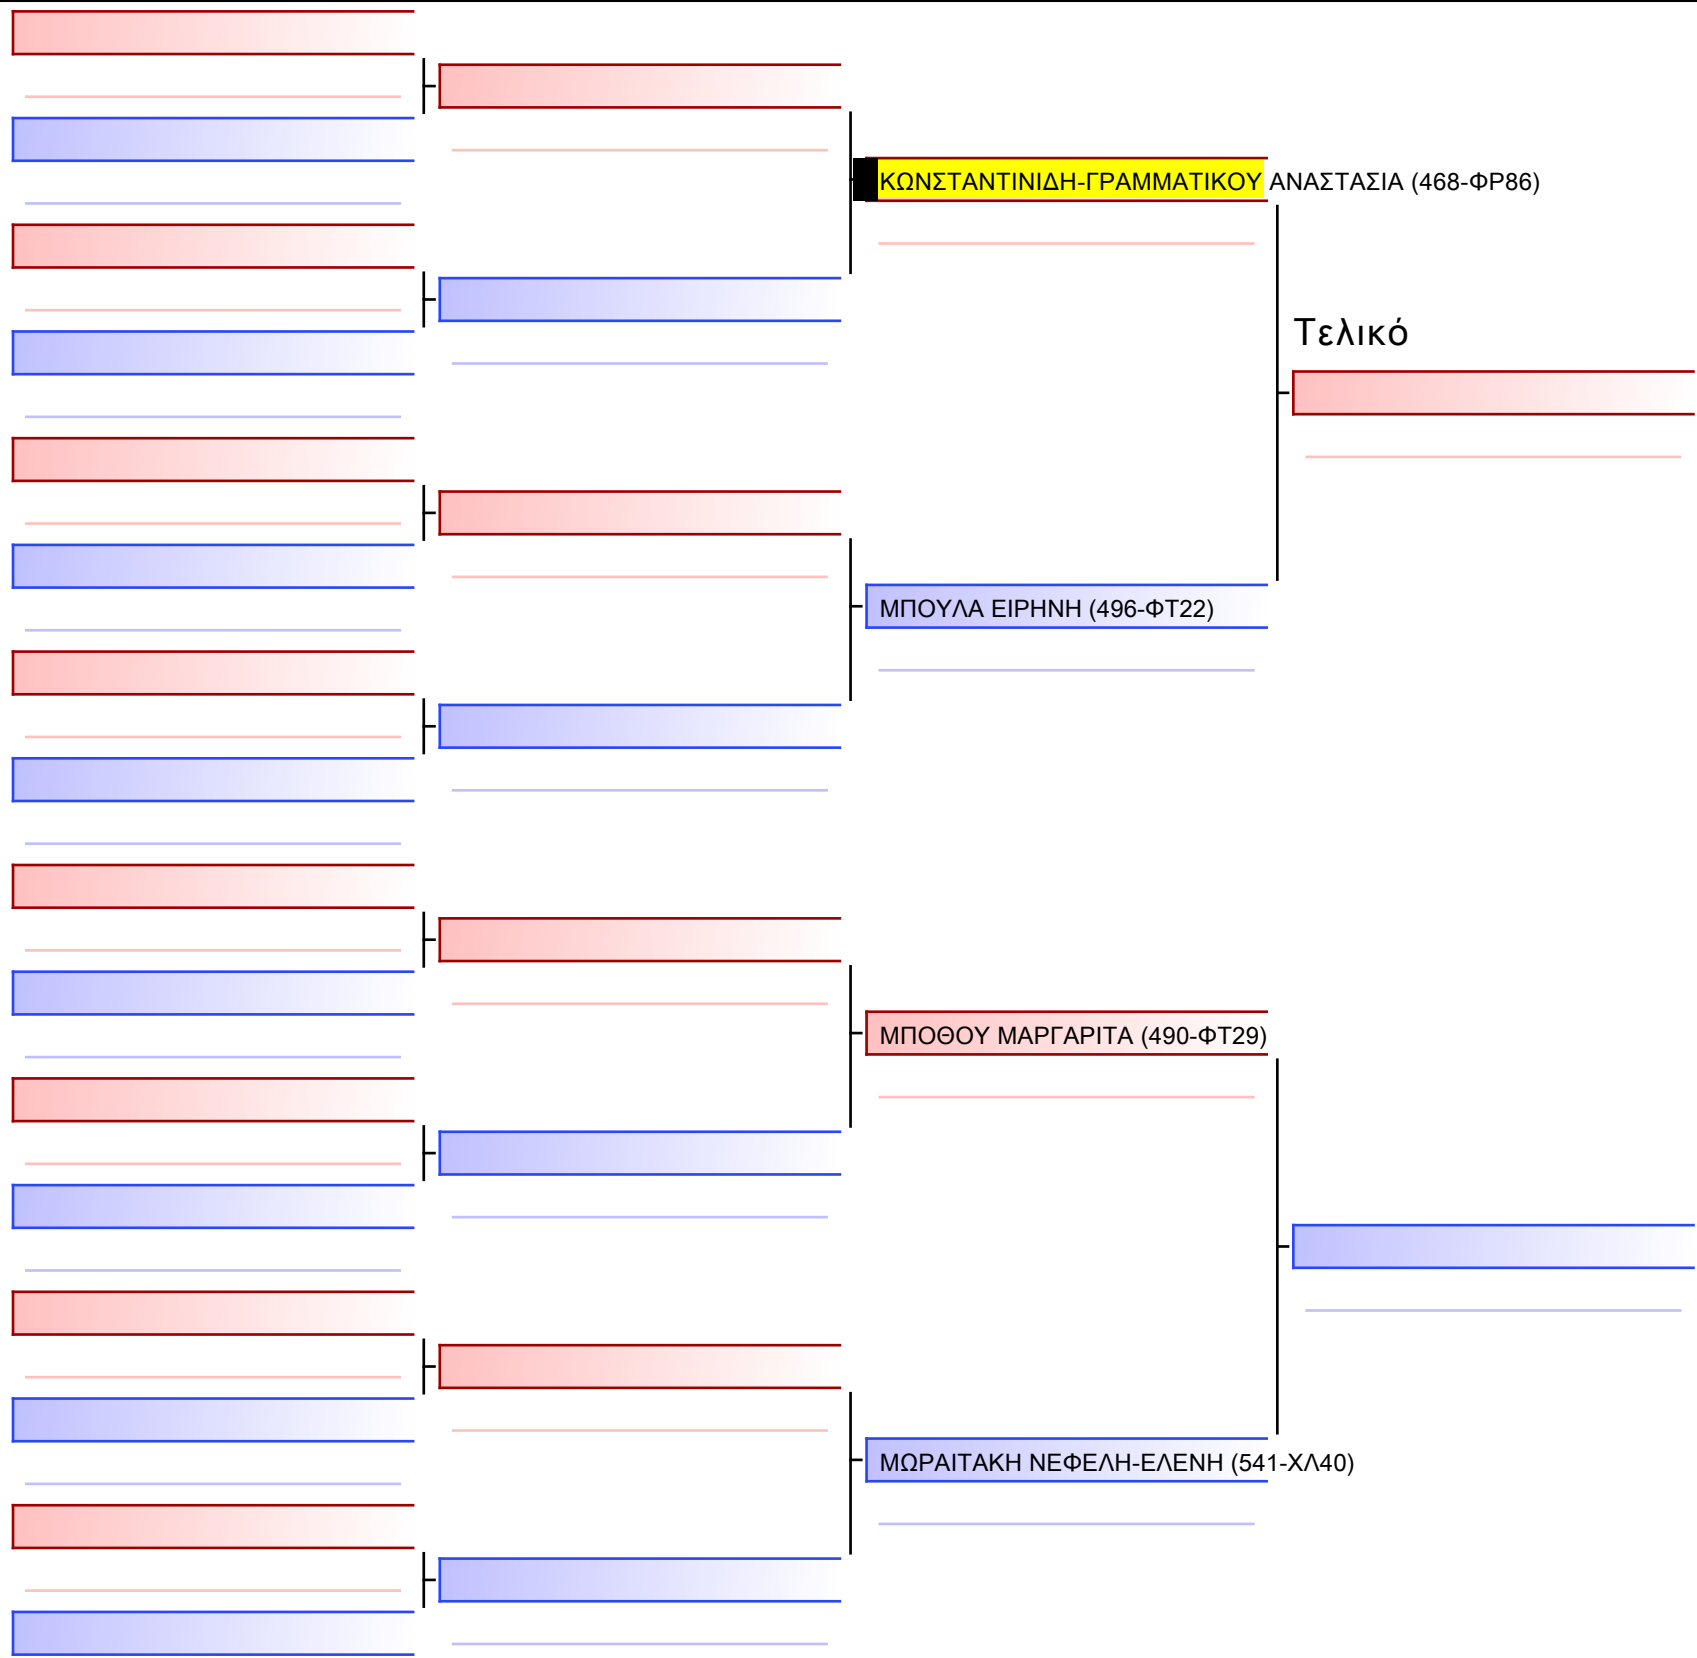 ΚΩΝΣΤΑΝΤΙΝΙΔΗ-ΓΡΑΜΜΑΤΙΚΟΥ ΑΝΑΣΤΑΣΙΑ (468-ΦΡ86)
Τελικό
ΜΠΟΥΛΑ ΕΙΡΗΝΗ (496-ΦΤ22)
ΜΠΟΘΟΥ ΜΑΡΓΑΡΙΤΑ (490-ΦΤ29)
ΜΩΡΑΙΤΑΚΗ ΝΕΦΕΛΗ-ΕΛΕΝΗ (541-ΧΛ40)